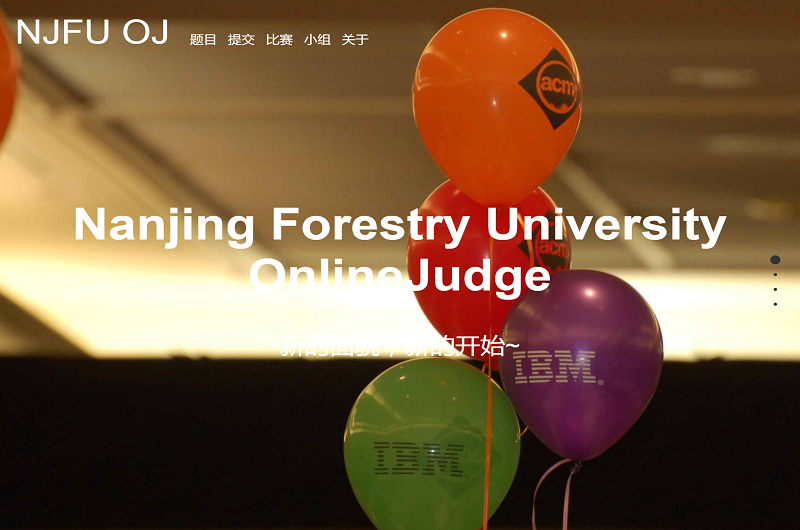 NJFU OJ 题目 提交 比赛 小组 关于
acm
Nanjing Forestry University
acm
OnlineJudge
新的面貌，新的开始~
IBM®
IBM